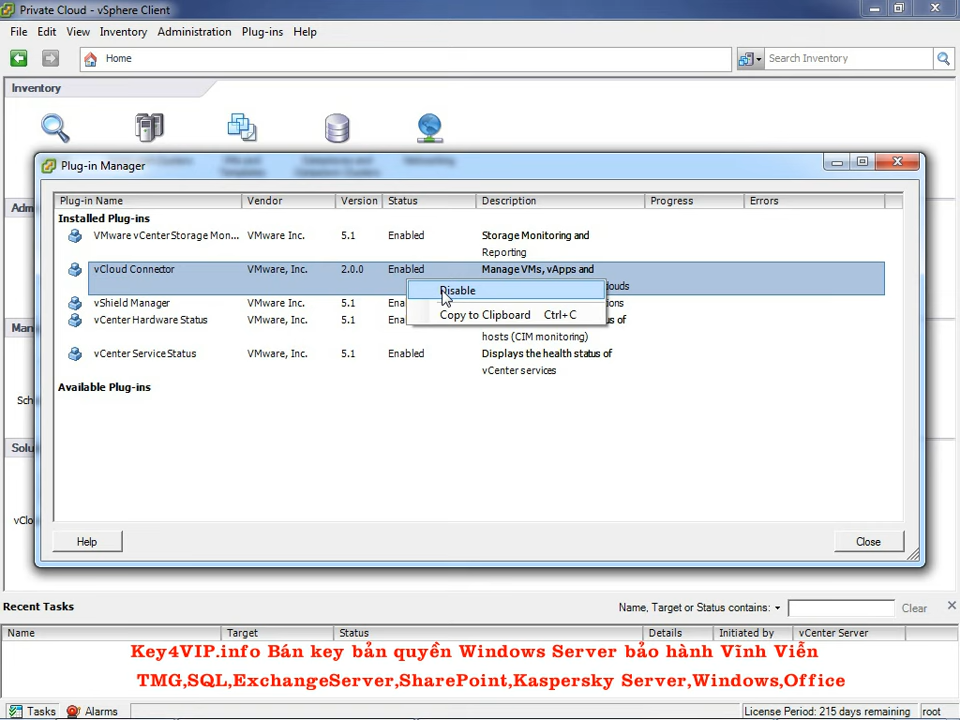 Private Cloud - vSphere Client
File Edit View Inventory Administration Plug-ins Help
Home
Search Inventory
Inventory
Networking
Plug-in Manager
Plug-in Name Vendor Version Status Description Progress Errors
Installed Plug-ins
VMware vCenter Storage Mon... VMware Inc. 5.1 Enabled Storage Monitoring and
Reporting
vCloud Connector VMware, Inc. 2.0.0 Enabled Manage VMs, vApps and
Disable
vShield Manager VMware, Inc. 5.1
Copy to Clipboard Ctrl+C
vCenter Hardware Status VMware, Inc. 5.1
hosts (CIM monitoring)
vCenter Service Status VMware, Inc. 5.1 Enabled Displays the health status of
vCenter services
Available Plug-ins
Help
Close
Recent Tasks
Name, Target or Status contains:
Clear
Name Target Status Details Initiated by vCenter Server
Key4VIP.info Bán key bản quyền Windows Server bảo hành Vĩnh Viễn
TMG,SQL,ExchangeServer,SharePoint,Kaspersky Server,Windows,Office
Tasks Alarms
License Period: 215 days remaining root